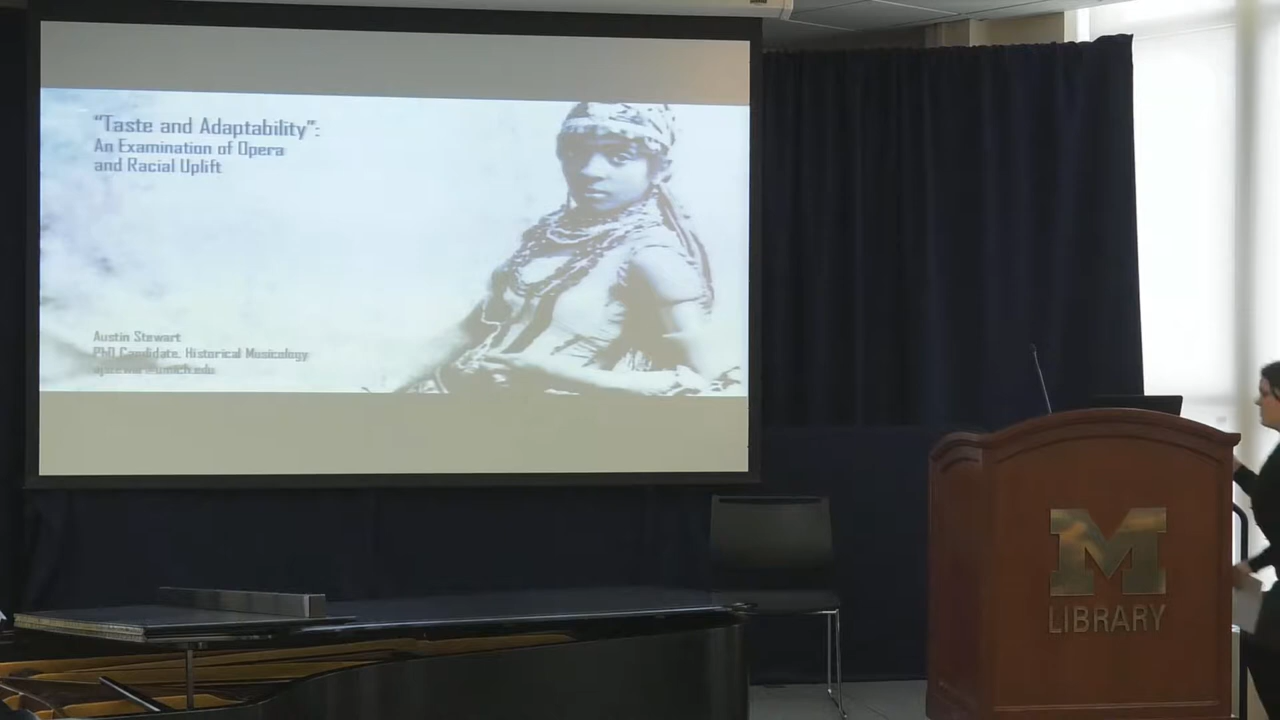 "Taste and Adaptability":
An Examination of Opera
and Racial Uplift
Austin Stewart
PhD Candidate, Historical Musicology
M
LIBRARY